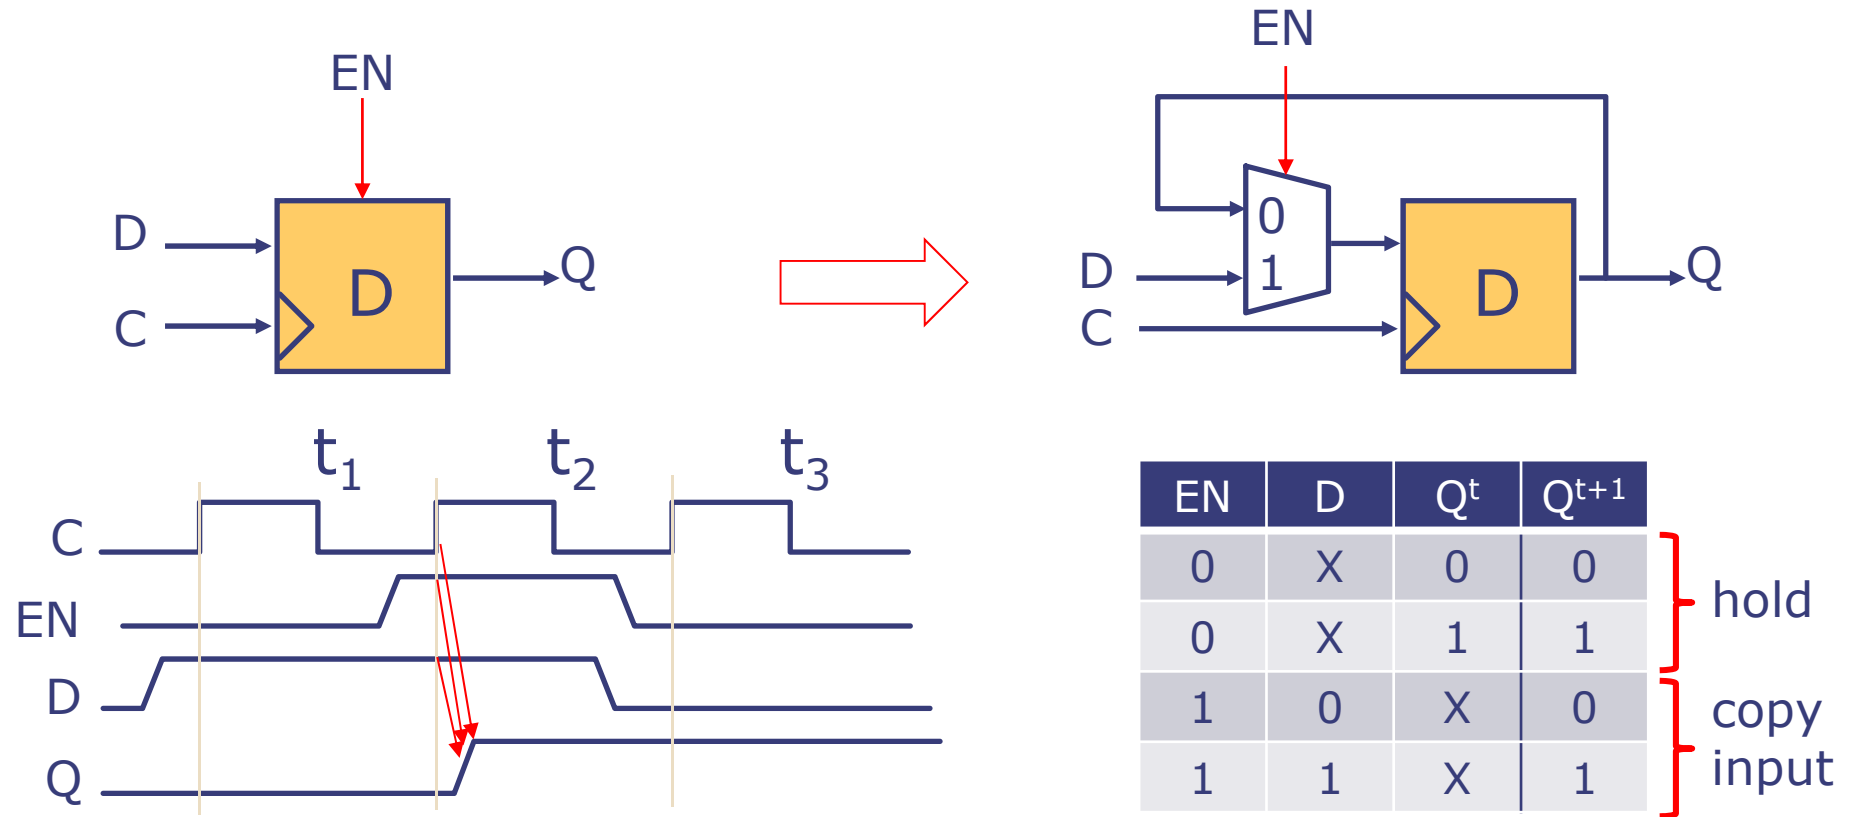 EN
D
C
D
Q
EN
0
1
D
C
D
Q
t₁ t₂ t₃
C
EN
D
Q
EN D Qᵗ Qᵗ⁺¹
0 X 0 0
0 X 1 1
1 0 X 0
1 1 X 1
hold
copy
input